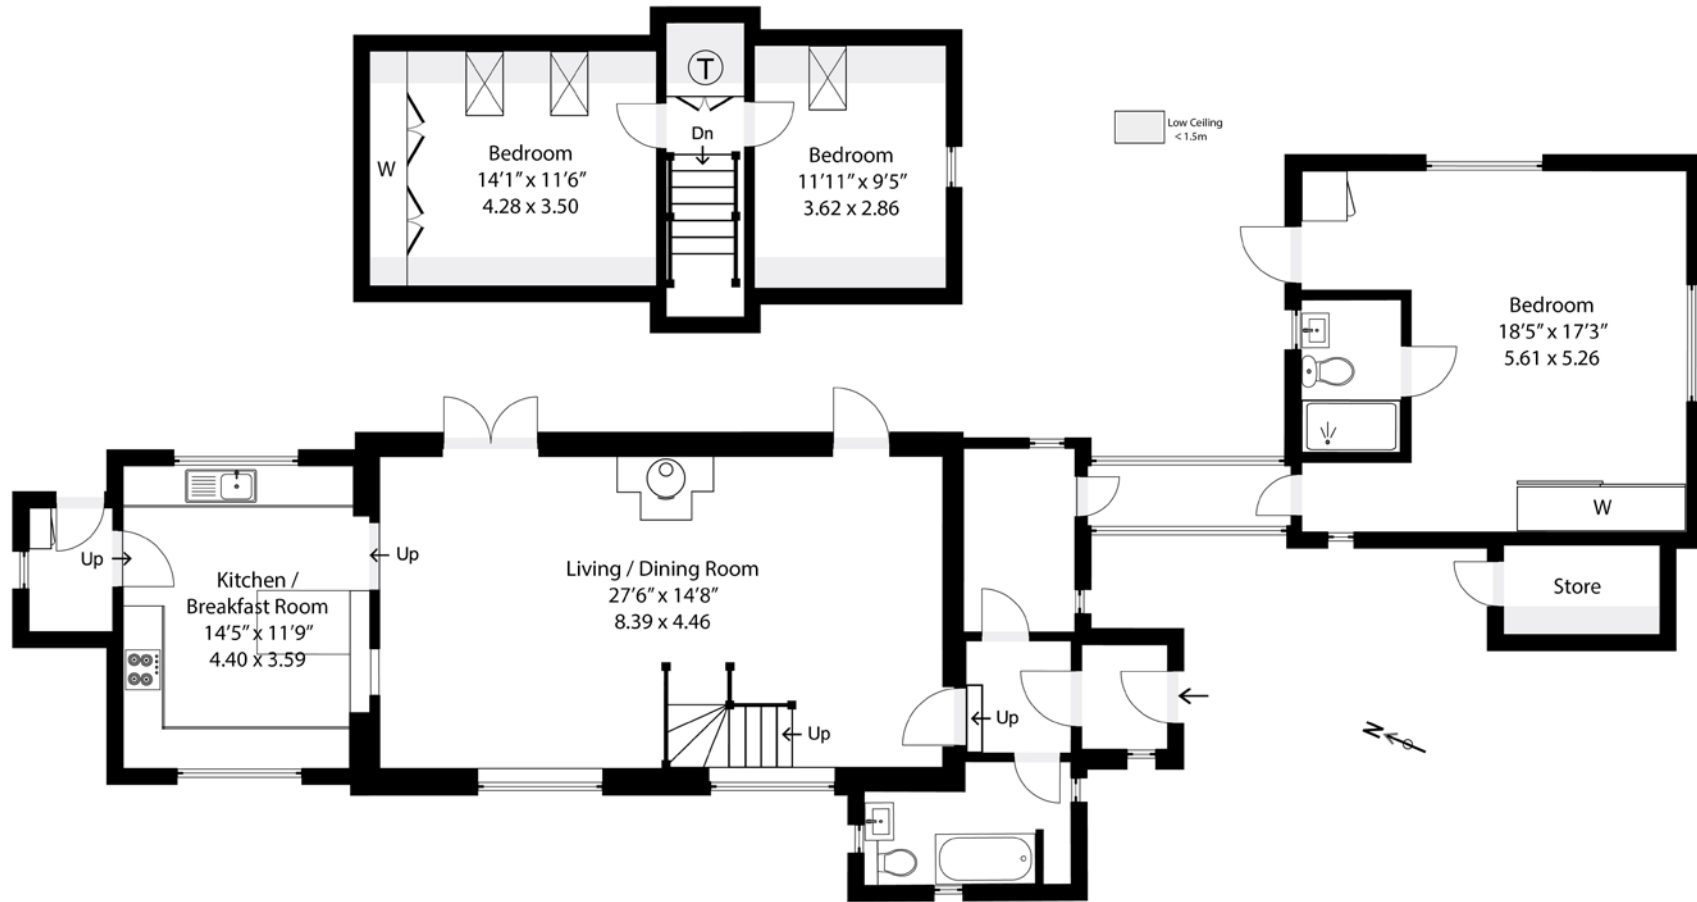 T
Dn
W
Bedroom
14'1" x 11'6"
4.28 x 3.50
Bedroom
11'11" x 9'5"
3.62 x 2.86
Low Ceiling
< 1.5m
Bedroom
18'5" x 17'3"
5.61 x 5.26
W
Store
Up
Kitchen /
Breakfast Room
14'5" x 11'9"
4.40 x 3.59
Up
Living / Dining Room
27'6" x 14'8"
8.39 x 4.46
Up
Up
N